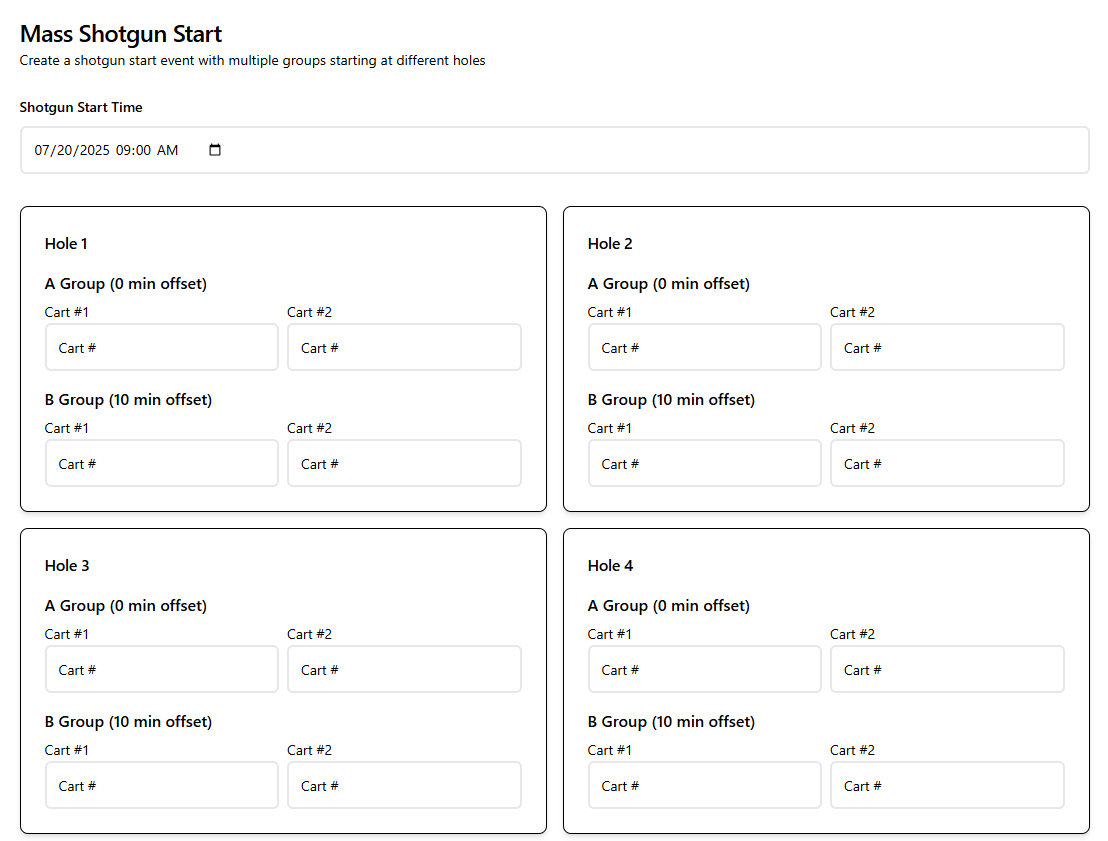 Mass Shotgun Start
Create a shotgun start event with multiple groups starting at different holes
Shotgun Start Time
07/20/2025 09:00 AM
Hole 1
A Group (0 min offset)
Cart #1 Cart #2
Cart # Cart #
B Group (10 min offset)
Cart #1 Cart #2
Cart # Cart #
Hole 2
A Group (0 min offset)
Cart #1 Cart #2
Cart # Cart #
B Group (10 min offset)
Cart #1 Cart #2
Cart # Cart #
Hole 3
A Group (0 min offset)
Cart #1 Cart #2
Cart # Cart #
B Group (10 min offset)
Cart #1 Cart #2
Cart # Cart #
Hole 4
A Group (0 min offset)
Cart #1 Cart #2
Cart # Cart #
B Group (10 min offset)
Cart #1 Cart #2
Cart # Cart #